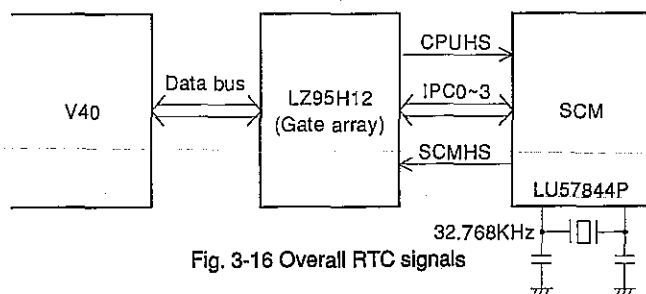 CPUHS
Data bus
LZ95H12
(Gate array)
IPC0~3
V40
SCM
SCMHS
LU57844P
32.768KHz
Fig. 3-16 Overall RTC signals